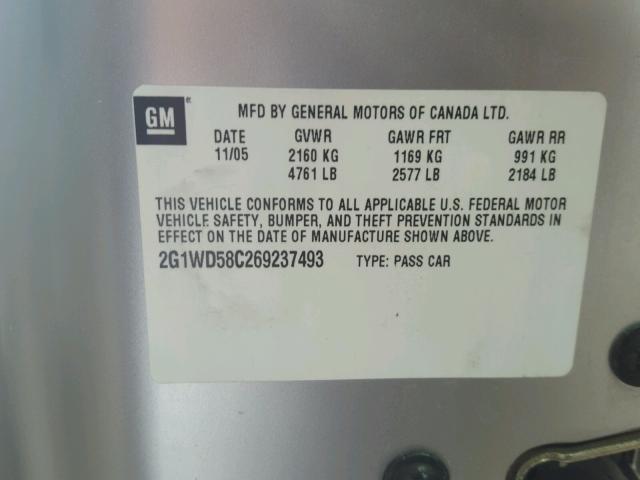 GM ®
MFD BY GENERAL MOTORS OF CANADA LTD.
DATE GVWR GAWR FRT GAWR RR
11/05 2160 KG 1169 KG 991 KG
4761 LB 2577 LB 2184 LB
THIS VEHICLE CONFORMS TO ALL APPLICABLE U.S. FEDERAL MOTOR
VEHICLE SAFETY, BUMPER, AND THEFT PREVENTION STANDARDS IN
EFFECT ON THE DATE OF MANUFACTURE SHOWN ABOVE.
2G1WD58C269237493 TYPE: PASS CAR